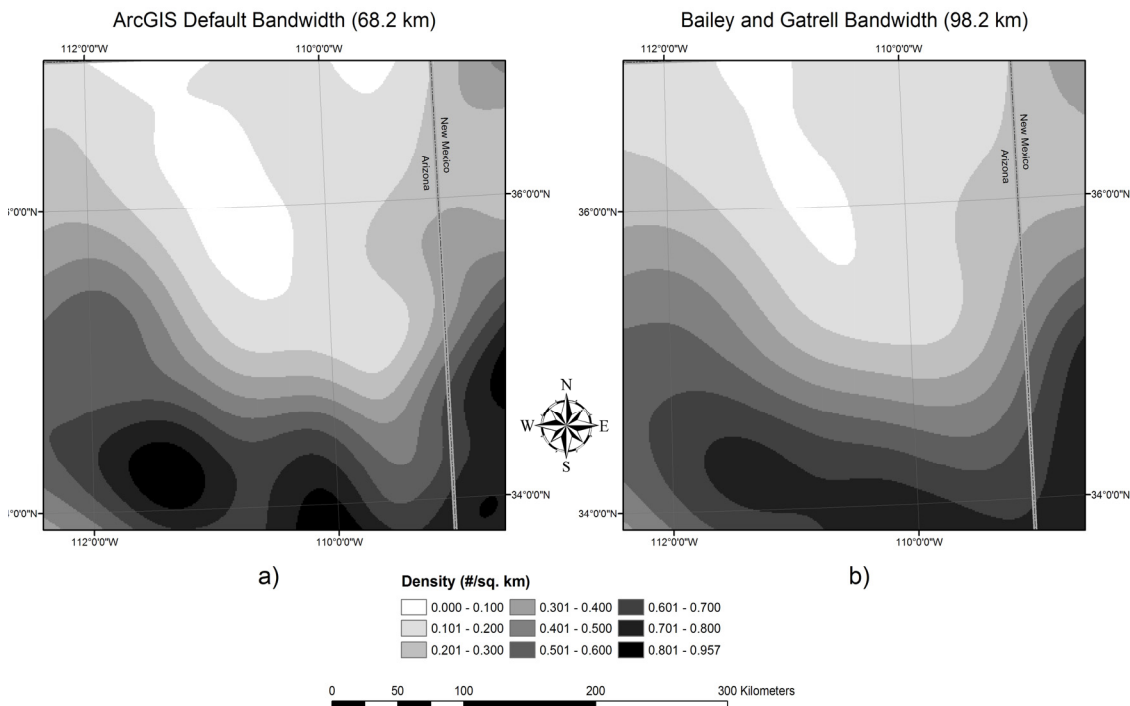 ArcGIS Default Bandwidth (68.2 km)
Bailey and Gatrell Bandwidth (98.2 km)
112°0'0"W 110°0'0"W
112°0'0"W 110°0'0"W
New Mexico
Arizona
New Mexico
Arizona
36°0'0"N
36°0'0"N
36°0'0"N
N
W E
S
34°0'0"N
34°0'0"N
34°0'0"N
112°0'0"W 110°0'0"W
112°0'0"W 110°0'0"W
a)
b)
Density (#/sq. km)
0.000 - 0.100 0.301 - 0.400 0.601 - 0.700
0.101 - 0.200 0.401 - 0.500 0.701 - 0.800
0.201 - 0.300 0.501 - 0.600 0.801 - 0.957
0 50 100 200 300 Kilometers